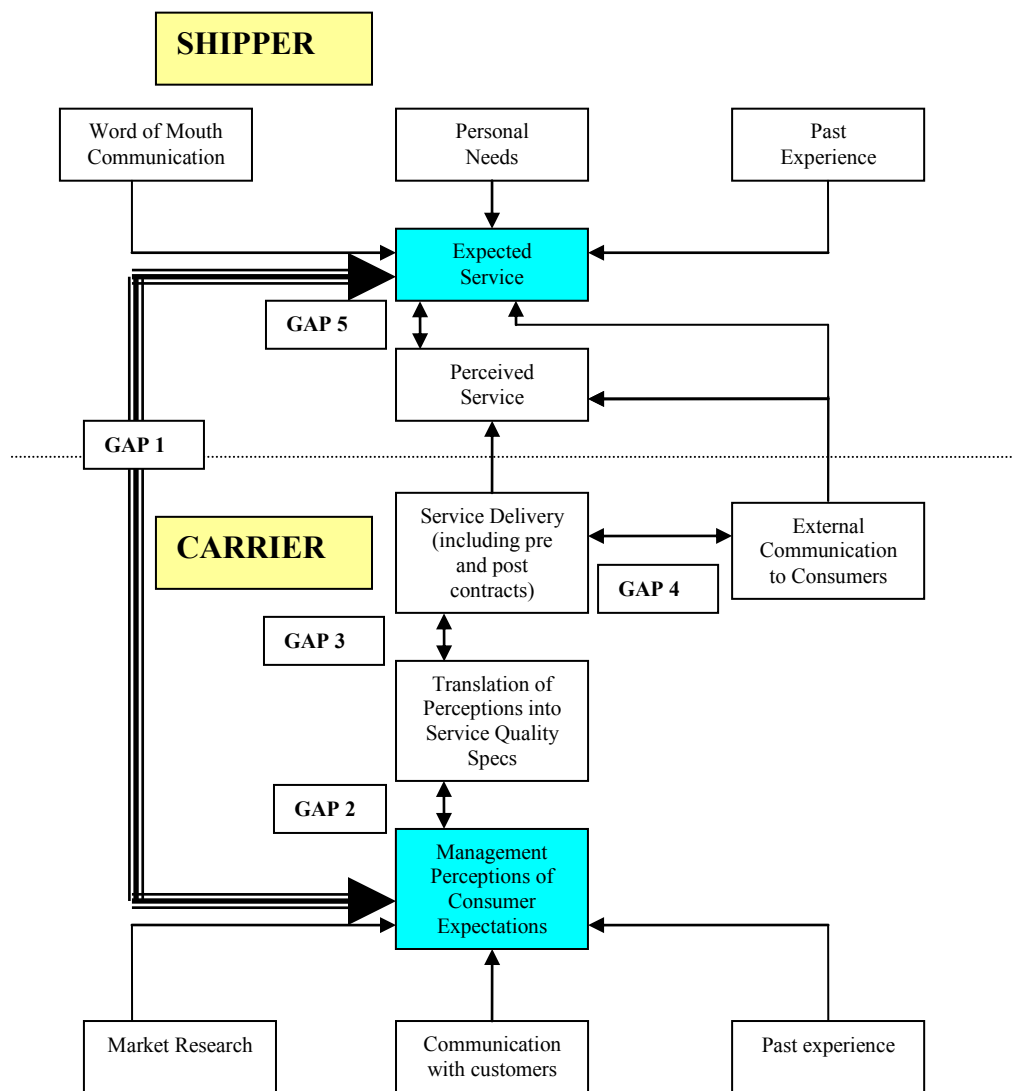 SHIPPER
Word of Mouth
Communication
Personal
Needs
Past
Experience
Expected
Service
GAP 5
Perceived
Service
GAP 1
CARRIER
Service Delivery
(including pre
and post
contracts)
External
Communication
to Consumers
GAP 4
GAP 3
Translation of
Perceptions into
Service Quality
Specs
GAP 2
Management
Perceptions of
Consumer
Expectations
Market Research
Communication
with customers
Past experience